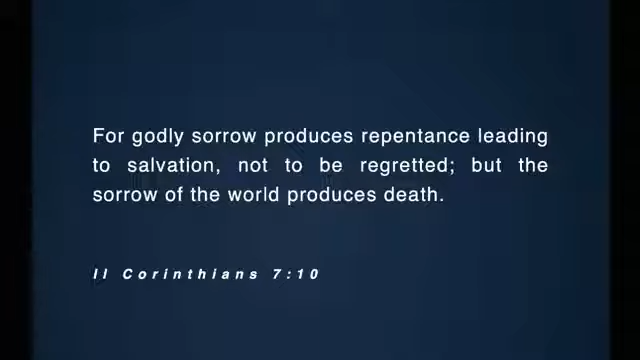 For godly sorrow produces repentance leading
to salvation, not to be regretted; but the
sorrow of the world produces death.
II Corinthians 7:10